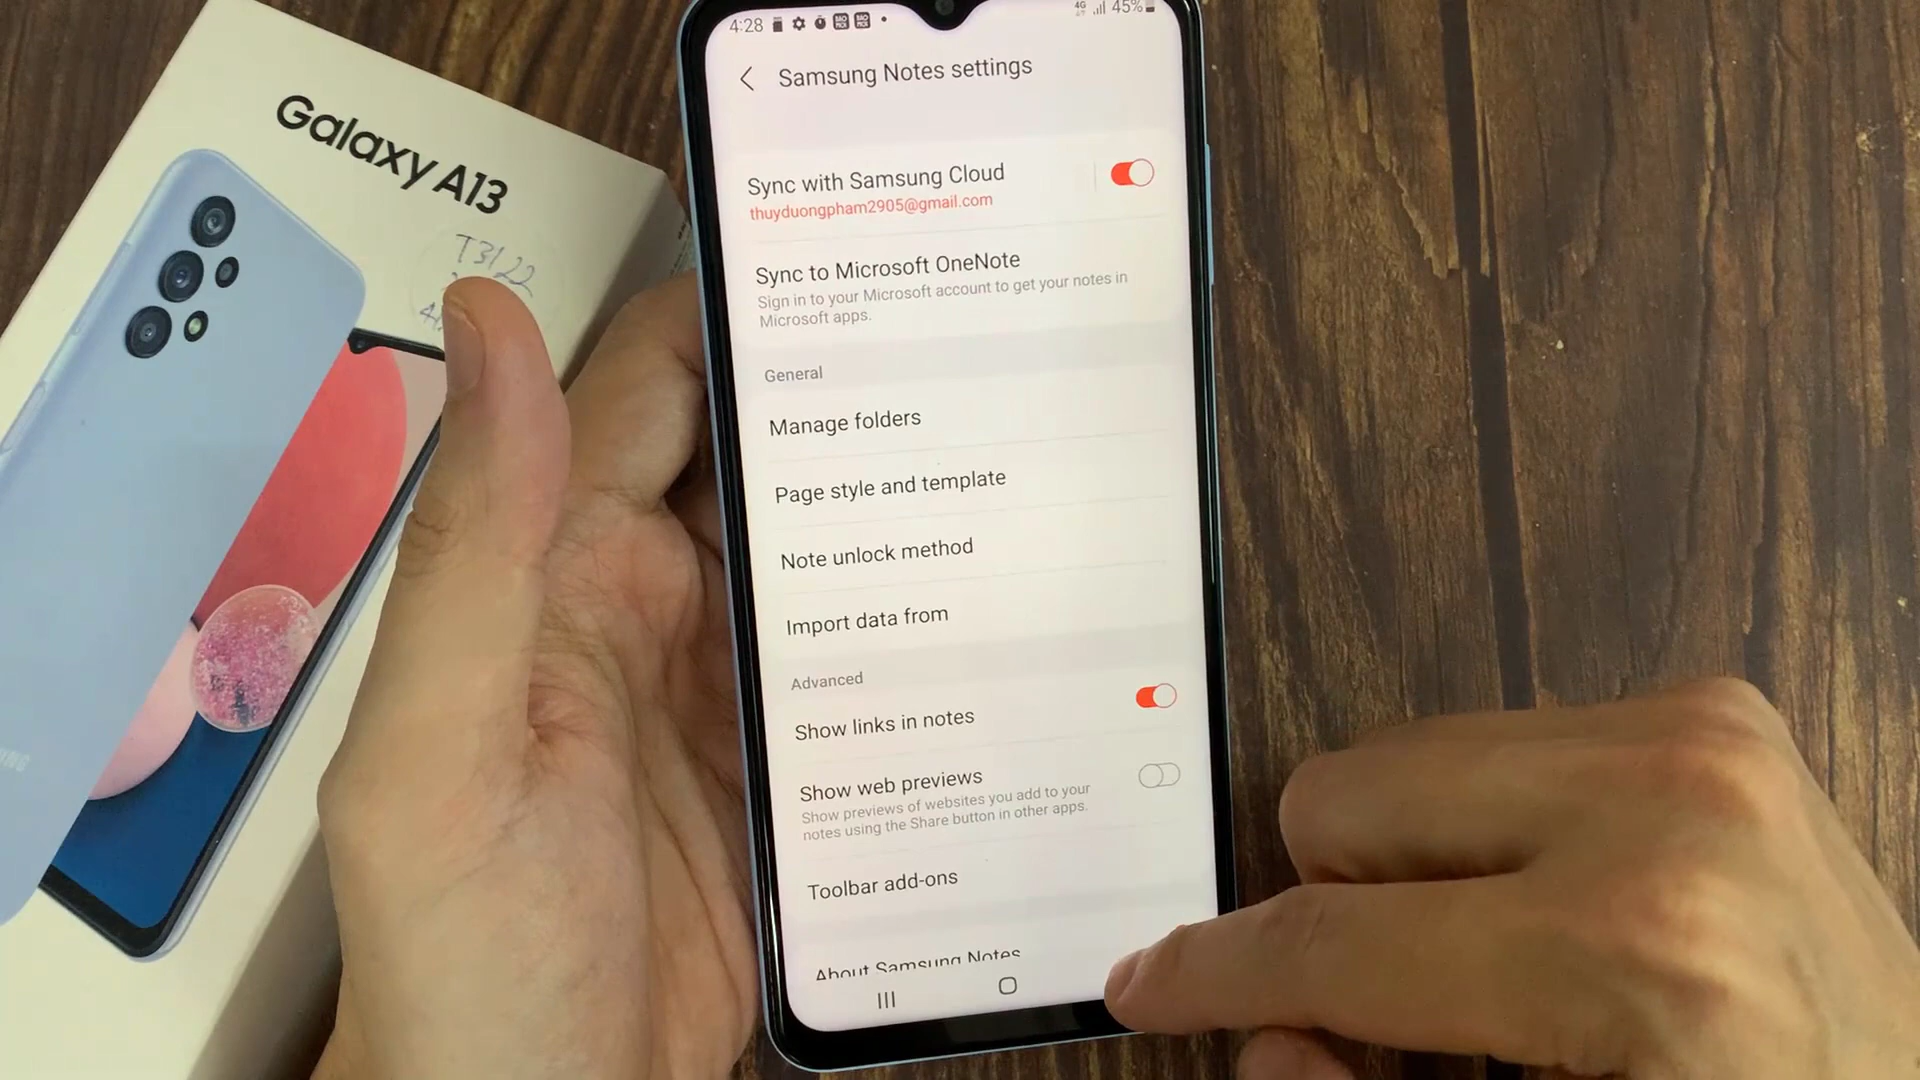 Galaxy A13
T3122
4:28
4G
45%
Samsung Notes settings
Sync with Samsung Cloud
thuyduongpham2905@gmail.com
Sync to Microsoft OneNote
Sign in to your Microsoft account to get your notes in
Microsoft apps.
General
Manage folders
Page style and template
Note unlock method
Import data from
Advanced
Show links in notes
Show web previews
Show previews of websites you add to your
notes using the Share button in other apps.
Toolbar add-ons
About Samsung Notes